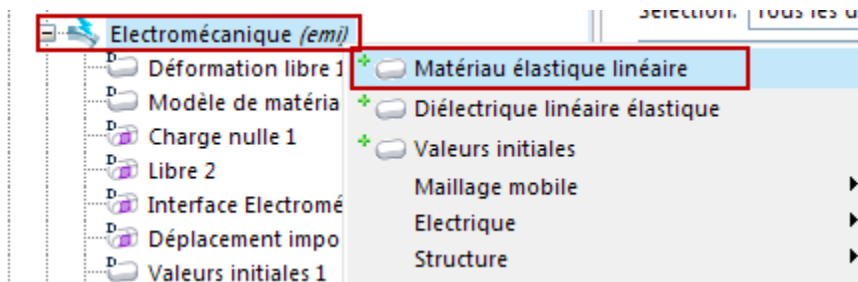 Sélection: Tous les
Electromécanique (emi)
Déformation libre 1
Modèle de matéria
Charge nulle 1
Libre 2
Interface Electromé
Déplacement impo
Valeurs initiales 1
Matériau élastique linéaire
Diélectrique linéaire élastique
Valeurs initiales
Maillage mobile
Electrique
Structure